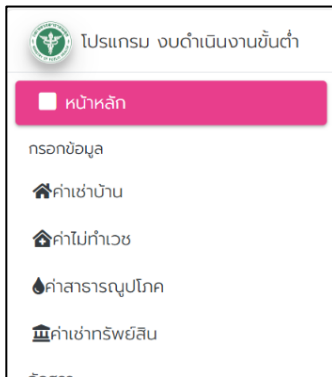 โปรแกรม งบดำเนินงานขั้นต่ำ
หน้าหลัก
กรอกข้อมูล
ค่าเช่าบ้าน
ค่าไม่ทำเวช
ค่าสาธารณูปโภค
ค่าเช่าทรัพย์สิน